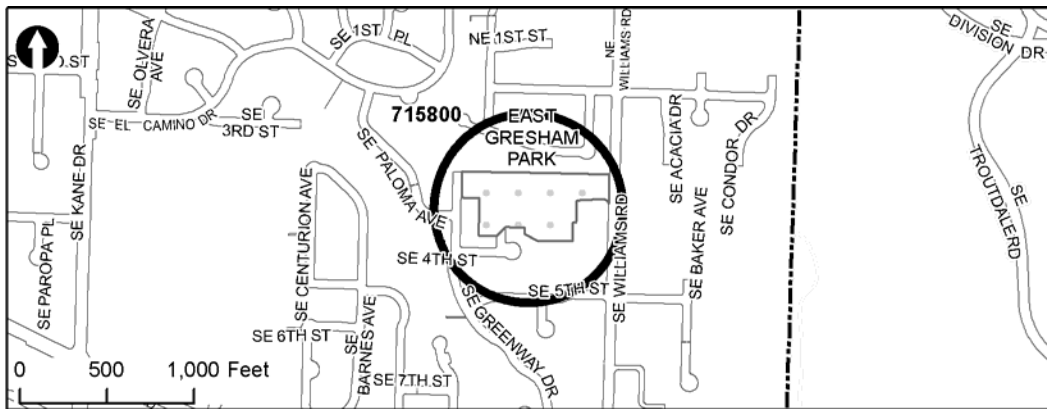 SE 1ST PL
NE 1ST ST
NE
WILLIAMS RD
SE
DIVISION DR
SE OLVERA
AVE
SE EL CAMINO DR
SE
3RD ST
715800
EAST
GRESHAM
PARK
SE ACACIA DR
SE CONDOR DR
SE
TROUTDALE RD
SE KANE DR
SE PAROPA PL
SE CENTURION AVE
SE PALOMA AVE
SE 4TH ST
SE WILLIAMS RD
SE BAKER AVE
SE 5TH ST
SE GREENWAY DR
SE 6TH ST
SE
BARNES AVE
SE 7TH ST
0 500 1,000 Feet